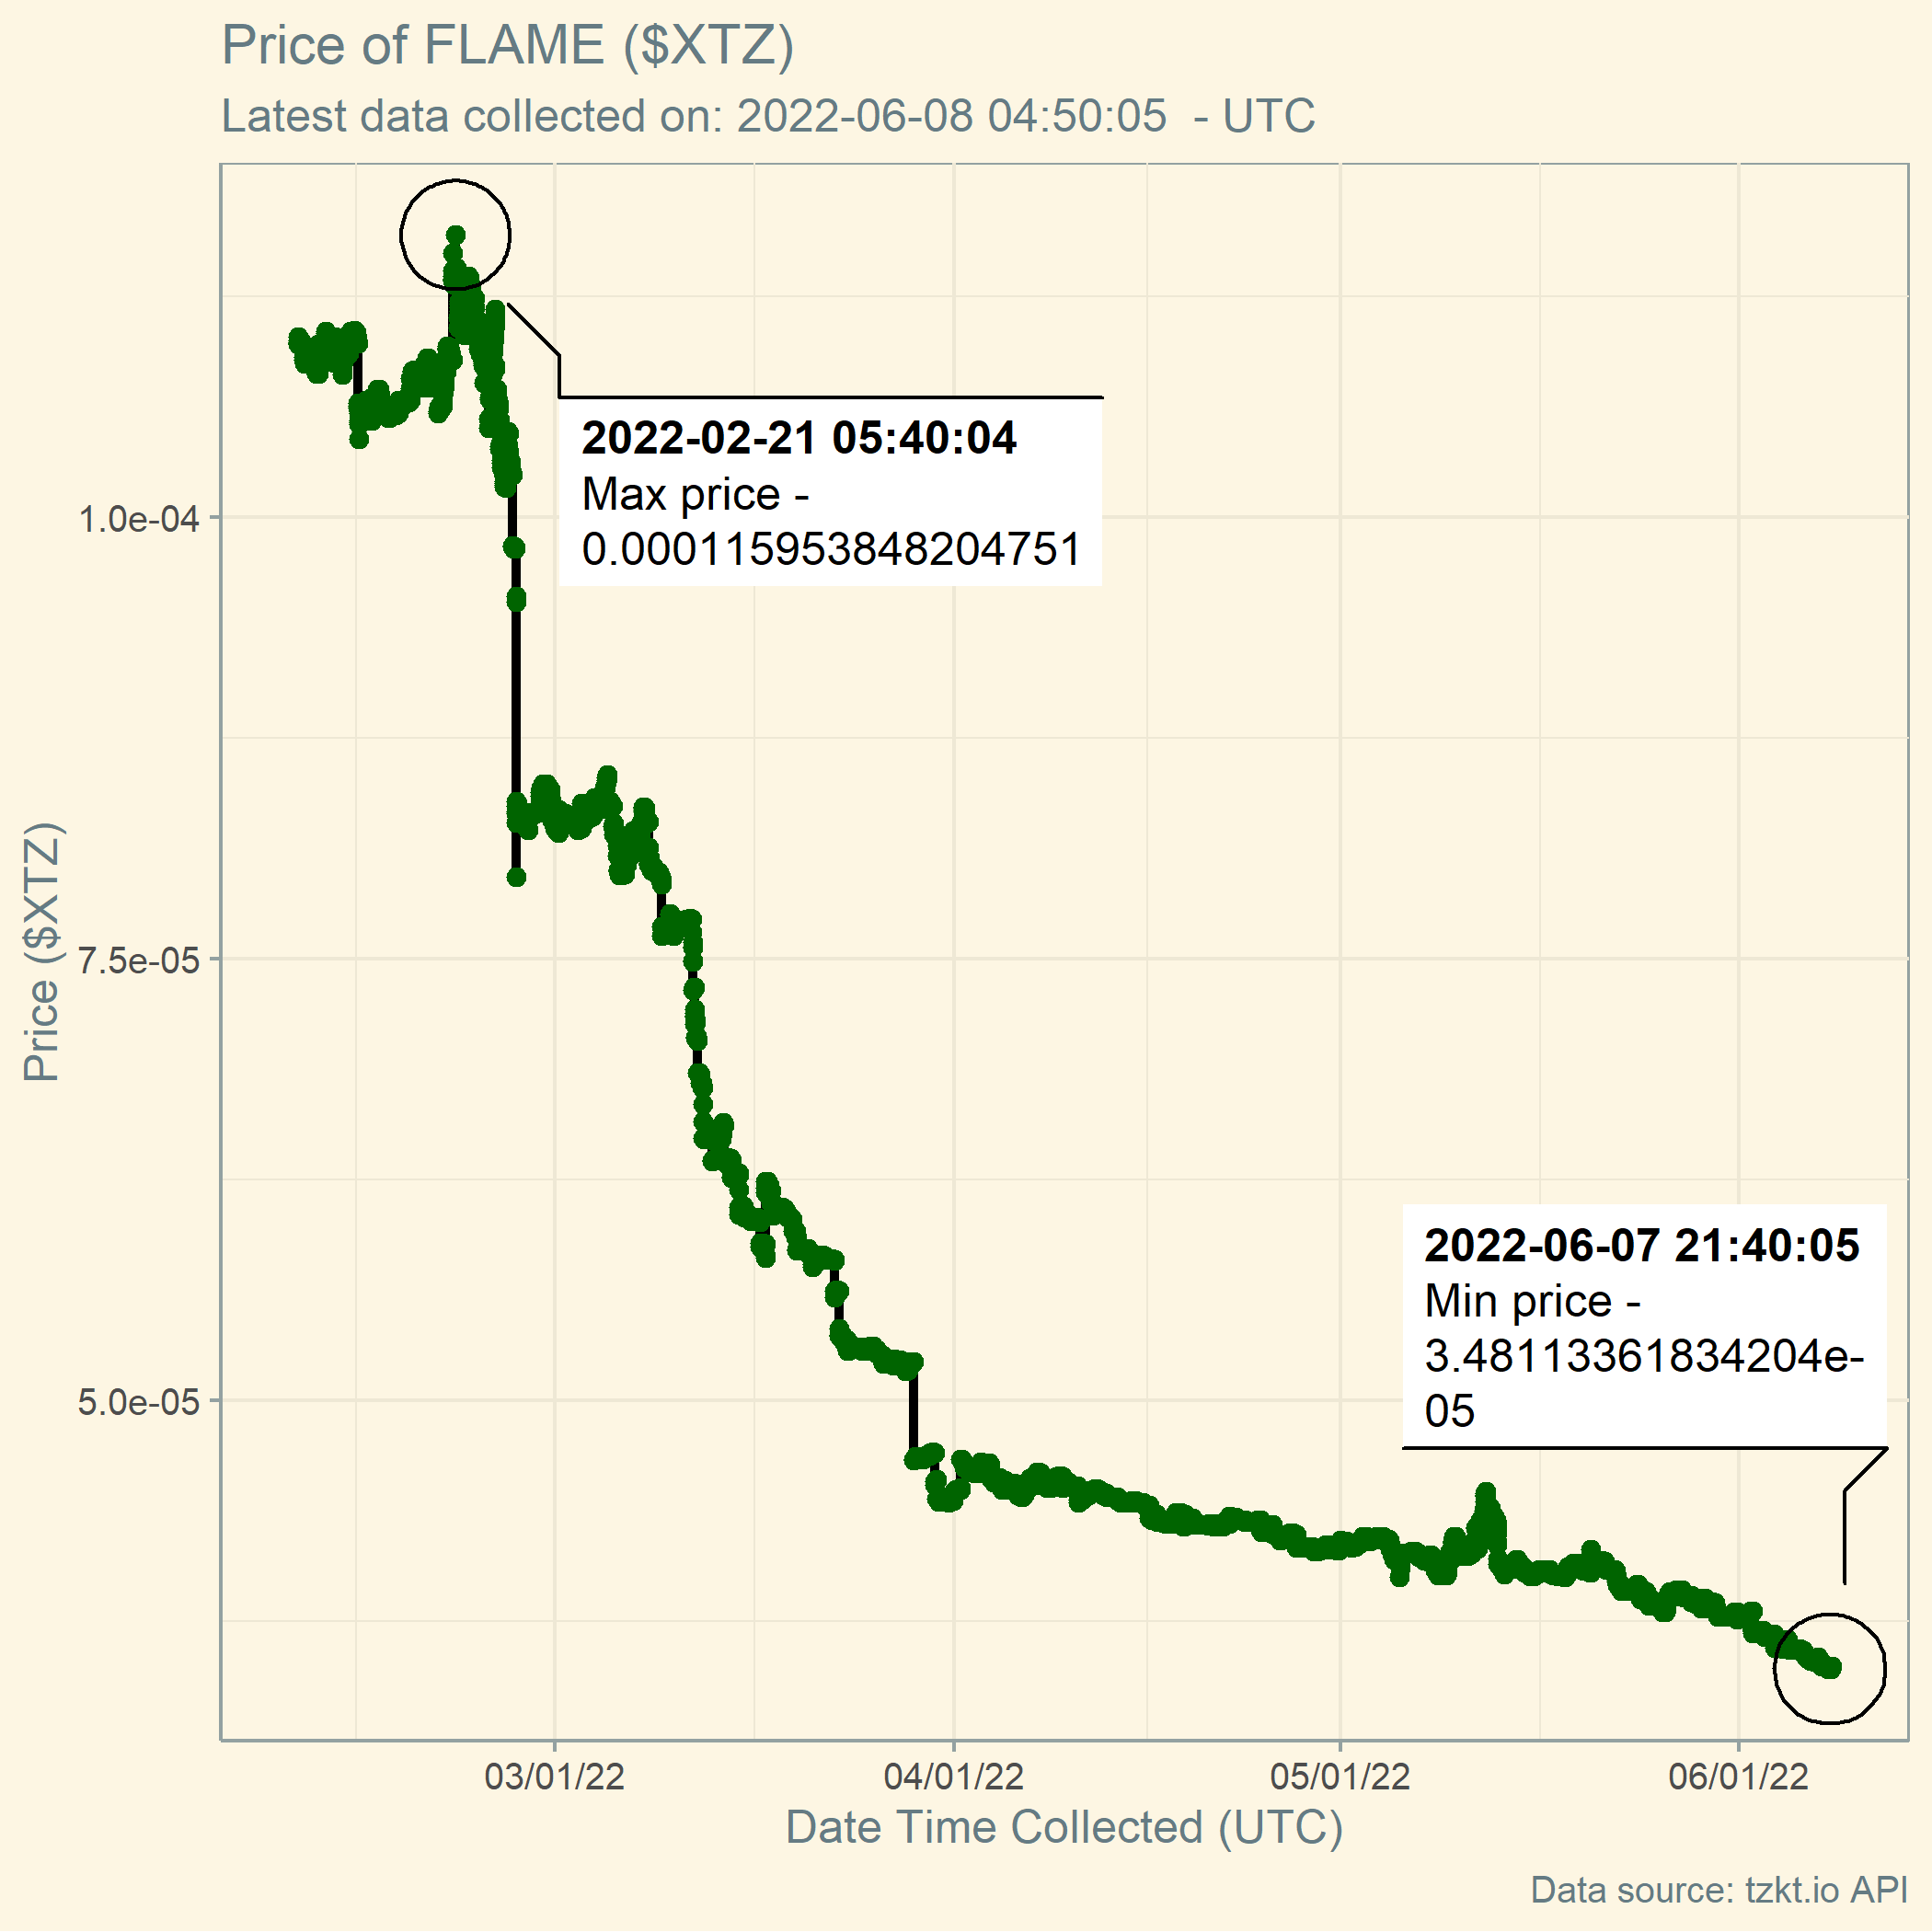 Price of FLAME ($XTZ)
Latest data collected on: 2022-06-08 04:50:05  - UTC
2022-02-21 05:40:04
Max price -
0.000115953848204751
1.0e-04
7.5e-05
5.0e-05
Price ($XTZ)
2022-06-07 21:40:05
Min price -
3.48113361834204e-
05
03/01/22
04/01/22
05/01/22
06/01/22
Date Time Collected (UTC)
Data source: tzkt.io API